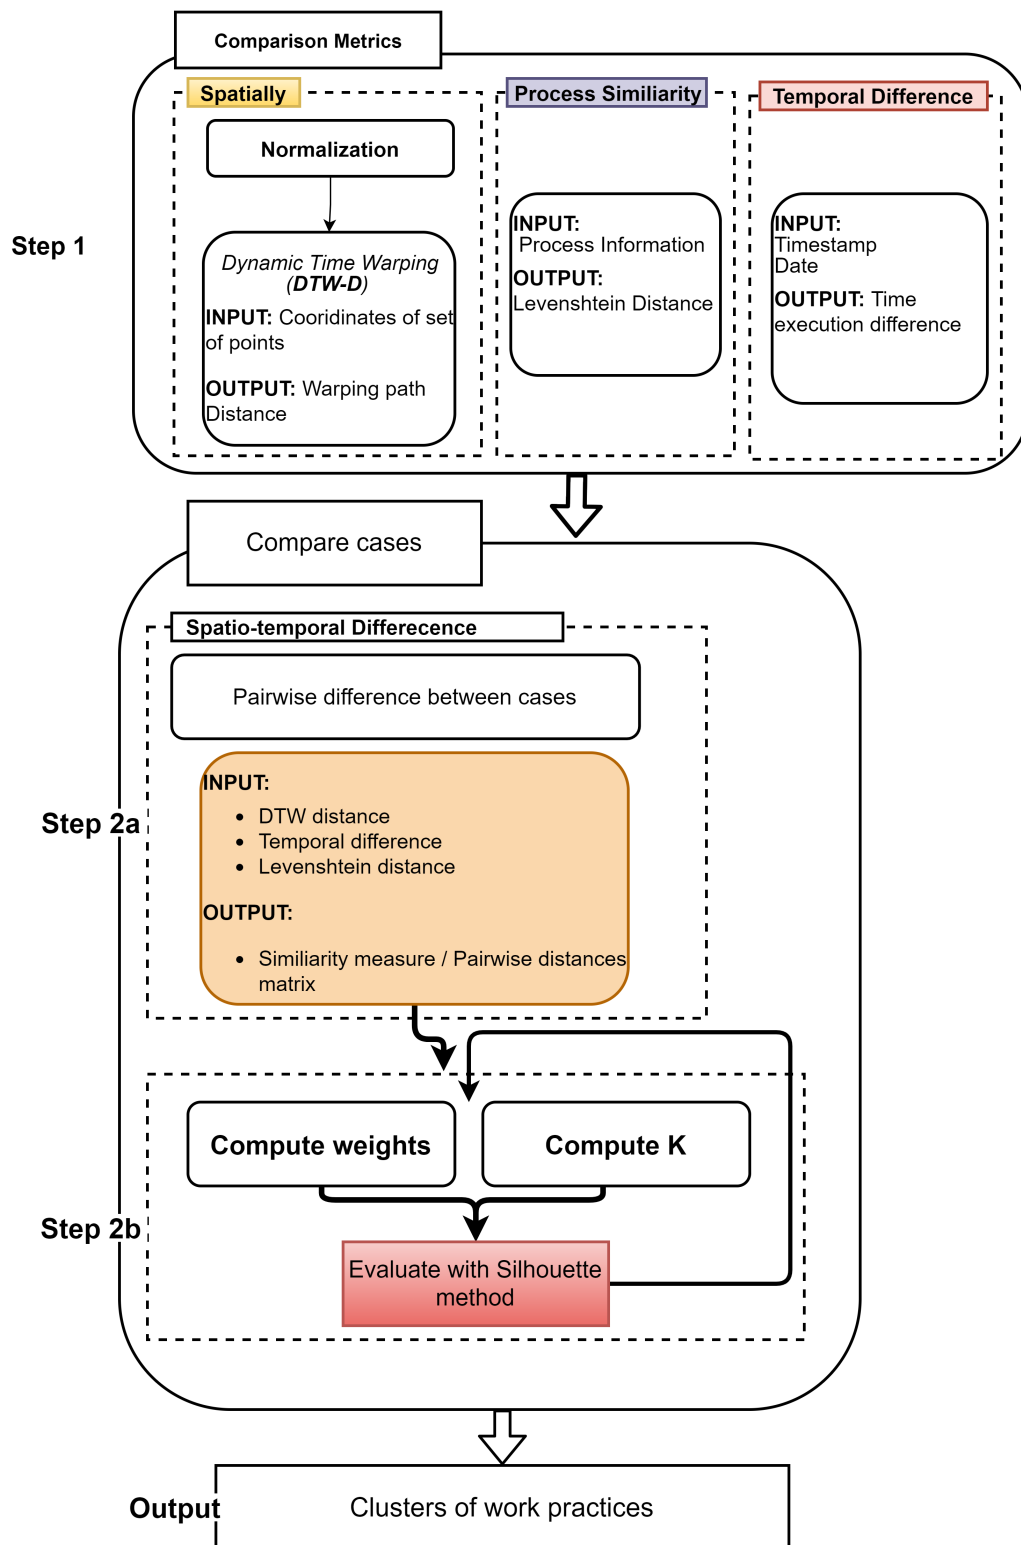 Comparison Metrics
Spatially
Process Similiarity
Temporal Difference
Normalization
Step 1
Dynamic Time Warping
(DTW-D)
INPUT: Cooridinates of set
of points
OUTPUT: Warping path
Distance
INPUT:
Process Information
OUTPUT:
Levenshtein Distance
INPUT:
Timestamp
Date
OUTPUT: Time
execution difference
Compare cases
Spatio-temporal Differecence
Pairwise difference between cases
Step 2a
INPUT:
• DTW distance
• Temporal difference
• Levenshtein distance
OUTPUT:
• Similiarity measure / Pairwise distances
matrix
Compute weights
Compute K
Step 2b
Evaluate with Silhouette
method
Output
Clusters of work practices